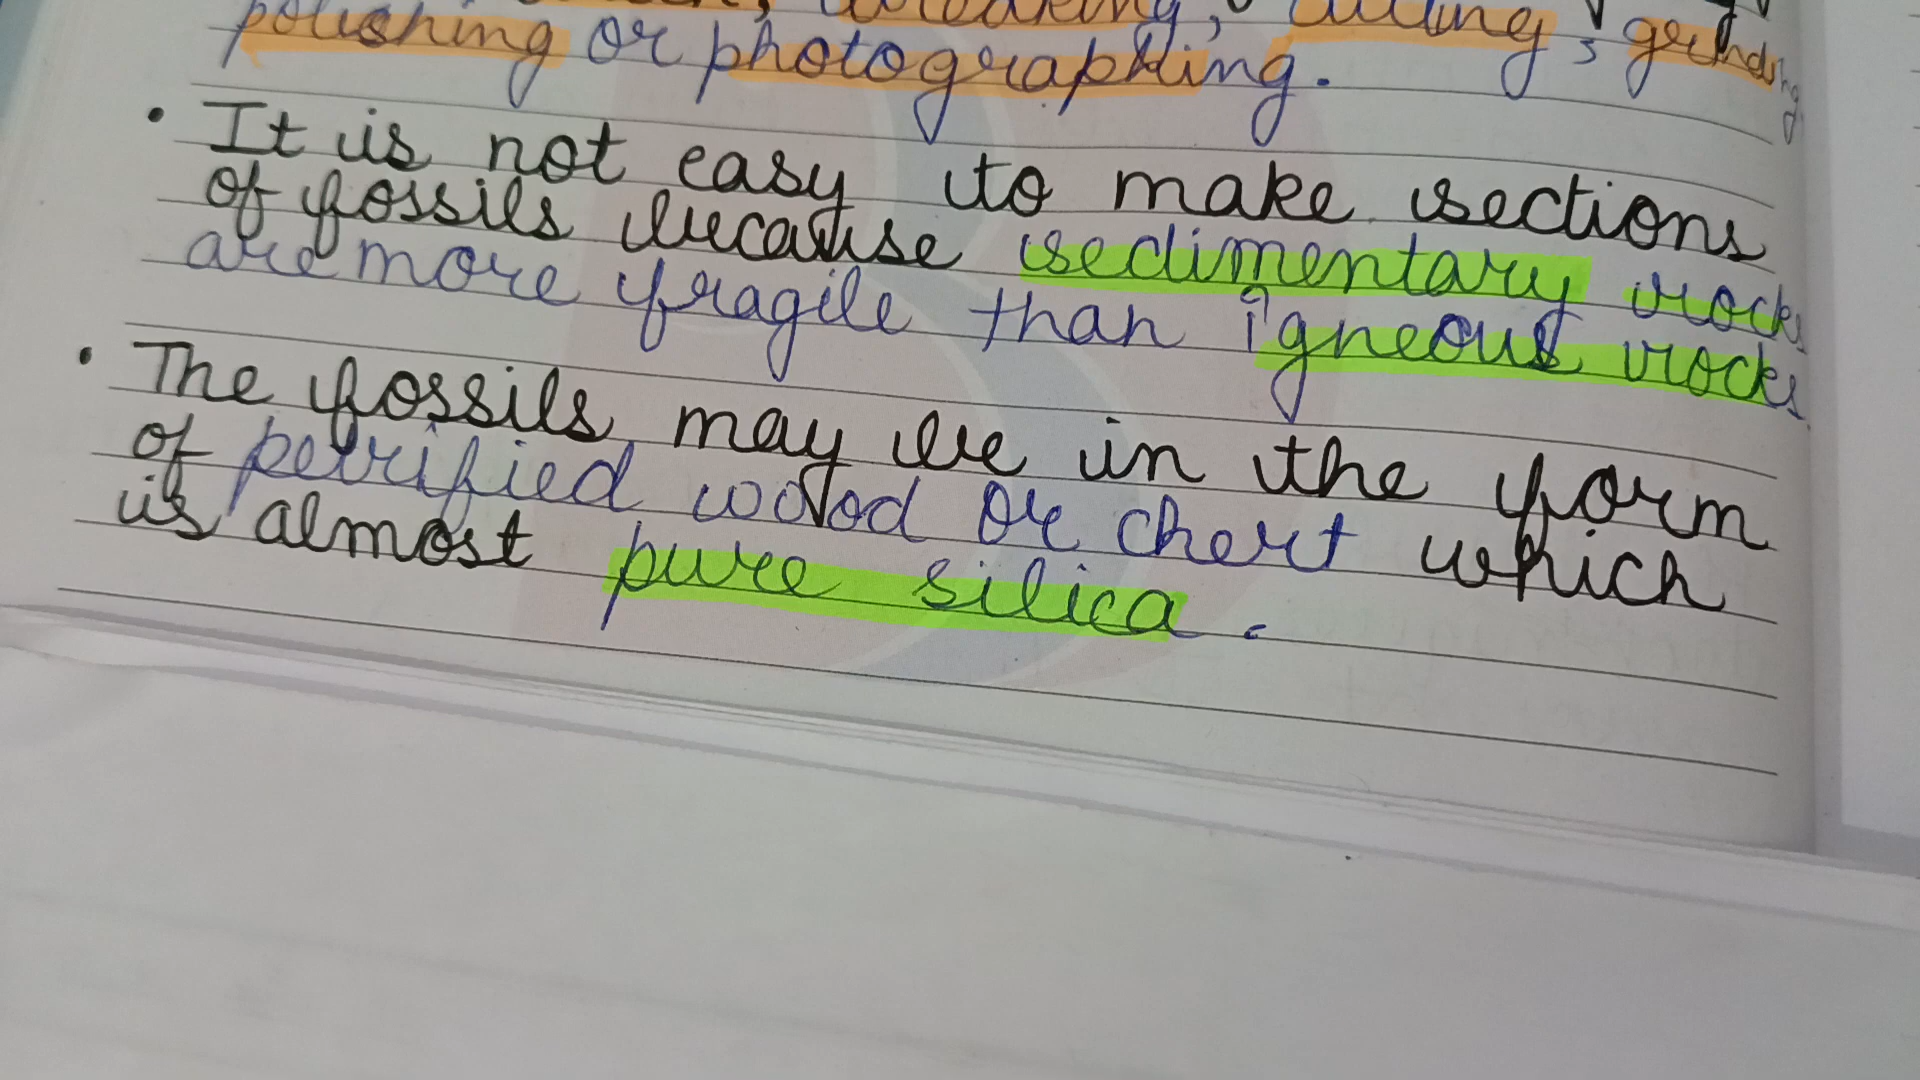 cutting, grinding
polishing or photographing.
• It is not easy to make sections
of fossils because sedimentary rocks
are more fragile than igneous rocks.
• The fossils may be in the form
of petrified wood or chert which
is almost pure silica.